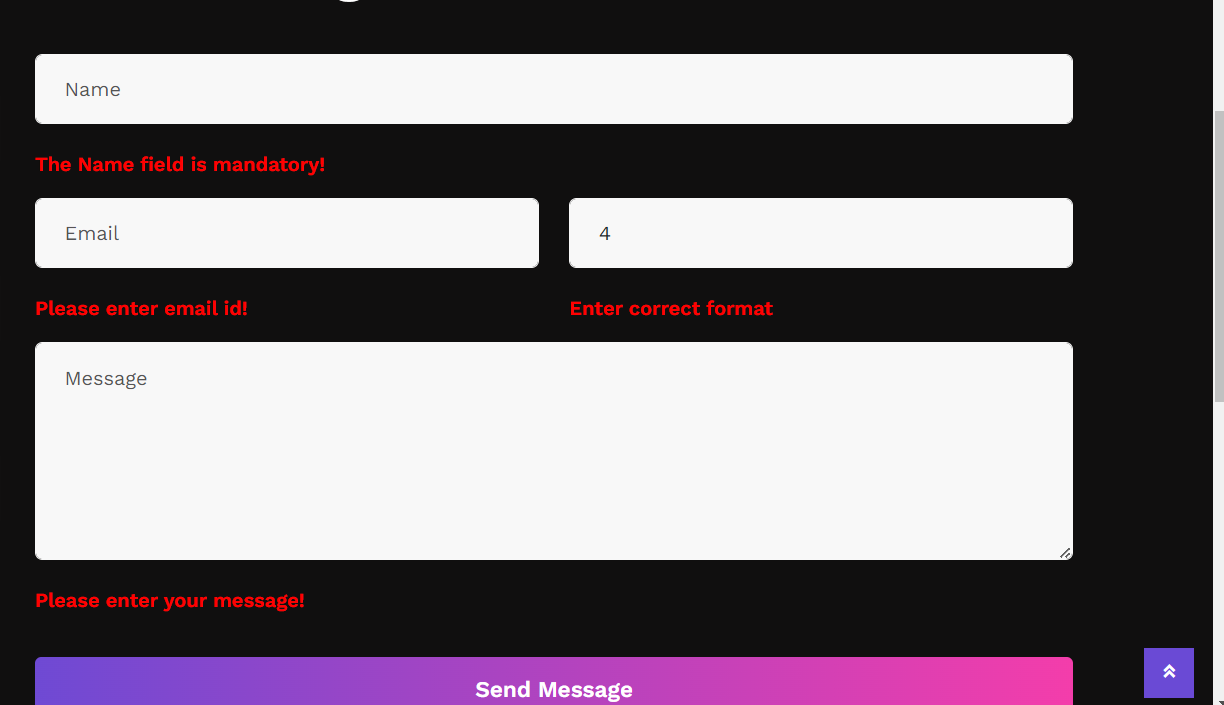 Name
The Name field is mandatory!
Email
4
Please enter email id!
Enter correct format
Message
Please enter your message!
Send Message